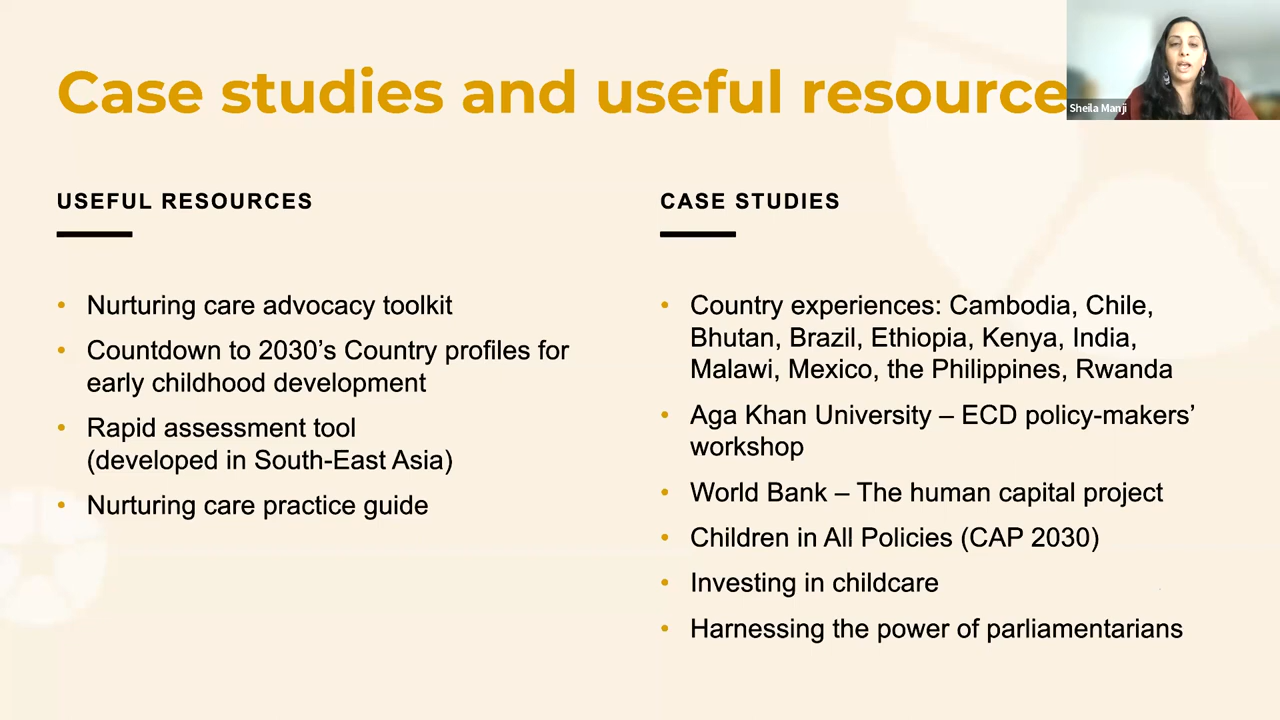 Case studies and useful resource
Sheila Manji
USEFUL RESOURCES
• Nurturing care advocacy toolkit
• Countdown to 2030’s Country profiles for
early childhood development
• Rapid assessment tool
(developed in South-East Asia)
• Nurturing care practice guide
CASE STUDIES
• Country experiences: Cambodia, Chile,
Bhutan, Brazil, Ethiopia, Kenya, India,
Malawi, Mexico, the Philippines, Rwanda
• Aga Khan University – ECD policy-makers’
workshop
• World Bank – The human capital project
• Children in All Policies (CAP 2030)
• Investing in childcare
• Harnessing the power of parliamentarians